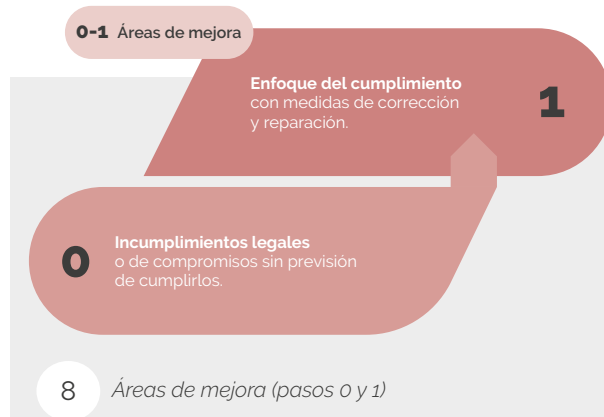 0-1 Áreas de mejora
Enfoque del cumplimiento
con medidas de corrección
y reparación.
1
0
Incumplimientos legales
o de compromisos sin previsión
de cumplirlos.
8 Áreas de mejora (pasos 0 y 1)